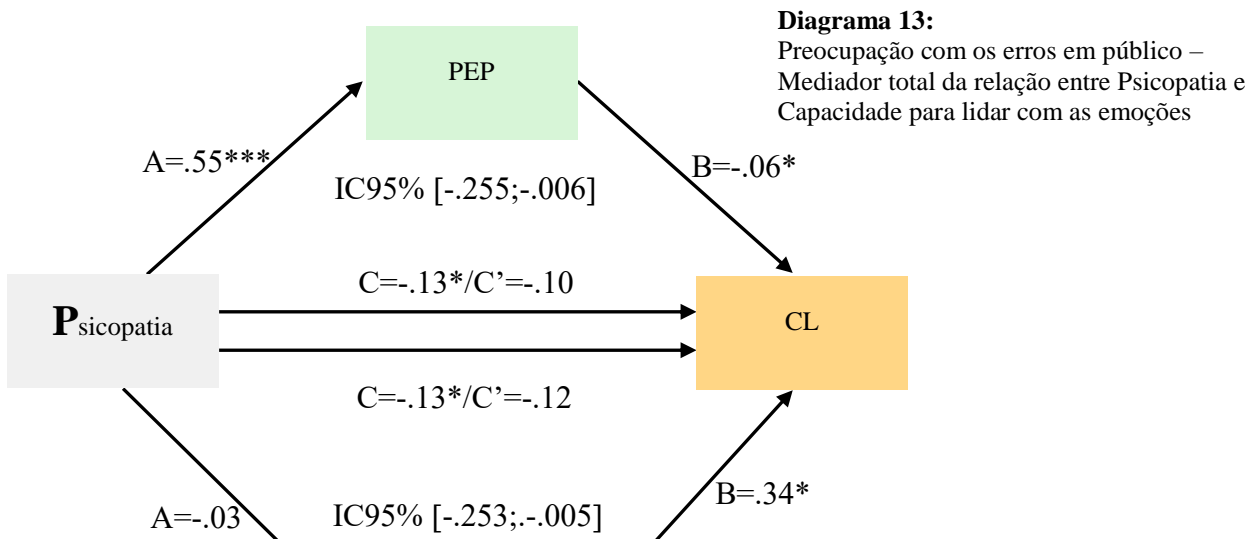 Diagrama 13:
Preocupação com os erros em público –
Mediador total da relação entre Psicopatia e
Capacidade para lidar com as emoções
PEP
A=.55***
B=-.06*
IC95% [-.255;-.006]
C=-.13*/C’=-.10
Psicopatia
CL
C=-.13*/C’=-.12
B=.34*
A=-.03
IC95% [-.253;.-.005]